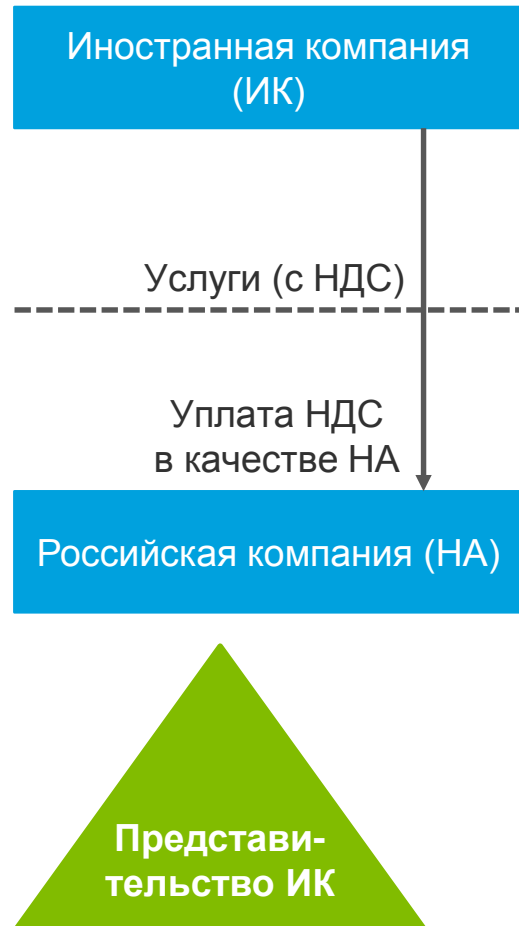 Иностранная компания
(ИК)
Услуги (с НДС)
Уплата НДС
в качестве НА
Российская компания (НА)
Представи-
тельство ИК